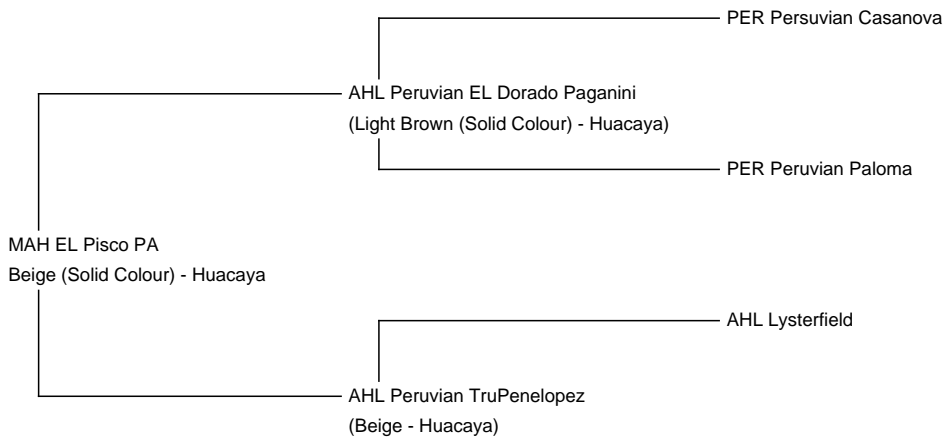 PER Persuvian Casanova
AHL Peruvian EL Dorado Paganini
(Light Brown (Solid Colour) - Huacaya)
PER Peruvian Paloma
MAH EL Pisco PA
Beige (Solid Colour) - Huacaya
AHL Lysterfield
AHL Peruvian TruPenelopez
(Beige - Huacaya)